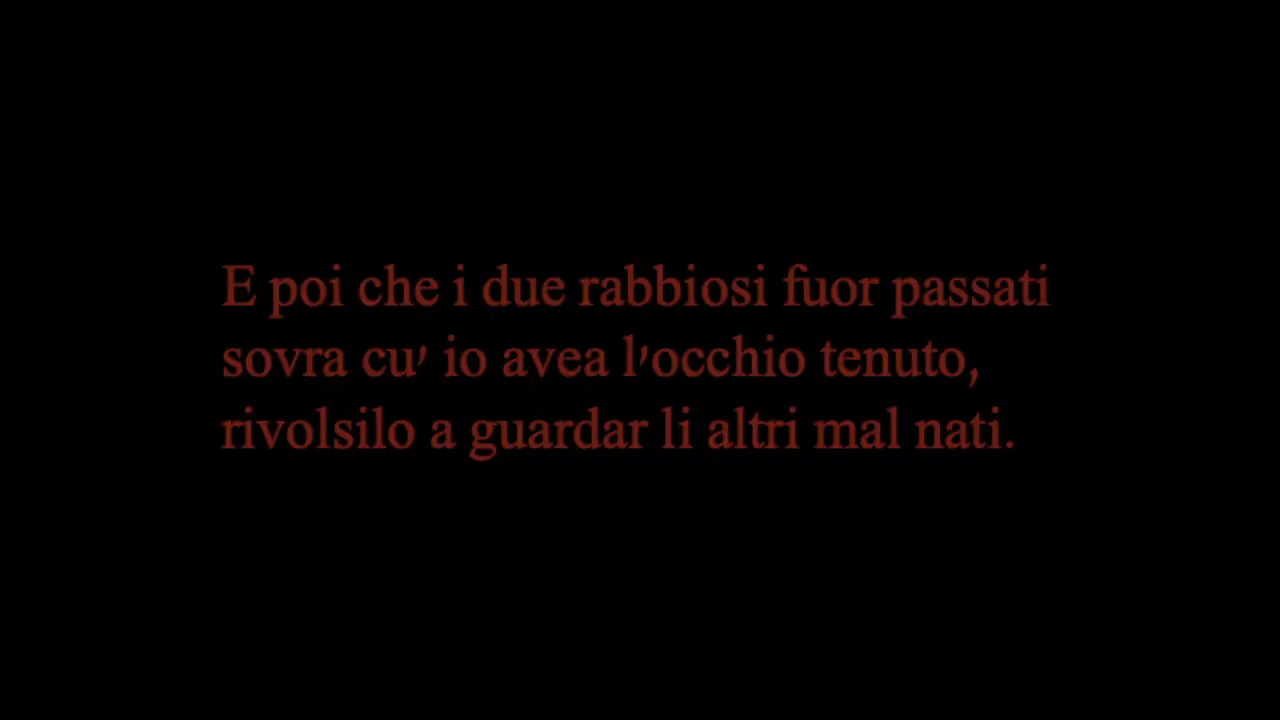 E poi che i due rabbiosi fuor passati
sovra cu' io avea l'occhio tenuto,
rivolsilo a guardar li altri mal nati.